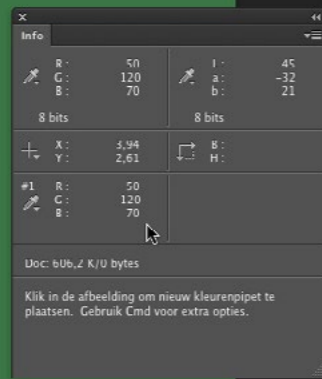 Info
R: 50 L: 45
G: 120 a: -32
B: 70 b: 21
8 bits 8 bits
X: 3,94 B:
Y: 2,61 H:
#1 R: 50
G: 120
B: 70
Doc: 606,2 K/0 bytes
Klik in de afbeelding om nieuw kleurenpipet te
plaatsen. Gebruik Cmd voor extra opties.